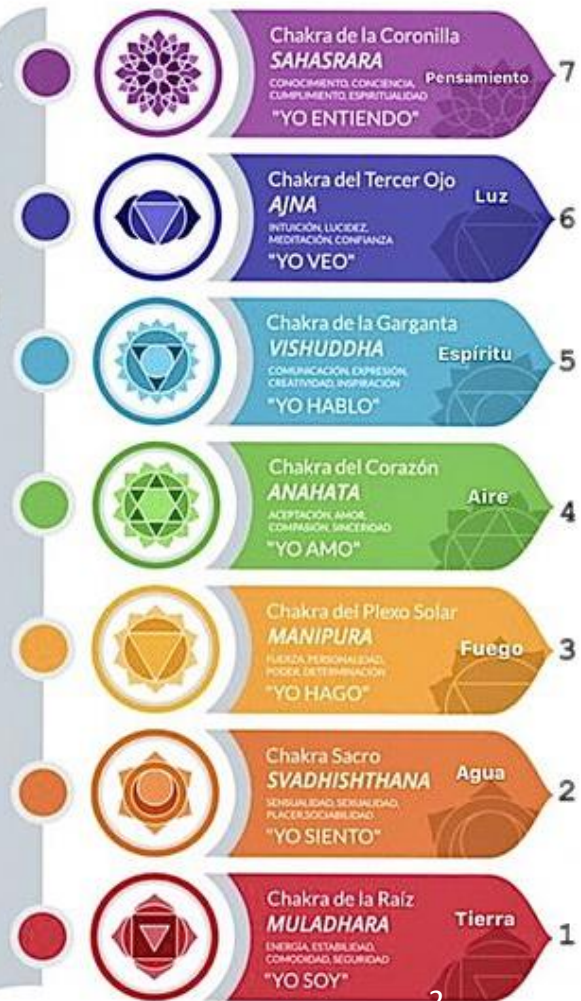 Chakra de la Coronilla
SAHASRARA
CONOCIMIENTO, CONCIENCIA,
CUMPLIMIENTO, ESPIRITUALIDAD
"YO ENTIENDO"
Pensamiento
7
Chakra del Tercer Ojo
AJNA
INTUICIÓN, LUCIDEZ,
MEDITACIÓN, CONFIANZA
"YO VEO"
Luz
6
Chakra de la Garganta
VISHUDDHA
COMUNICACIÓN, EXPRESIÓN,
CREATIVIDAD, INSPIRACIÓN
"YO HABLO"
Espíritu
5
Chakra del Corazón
ANAHATA
ACEPTACIÓN, AMOR,
COMPASIÓN, SINCERIDAD
"YO AMO"
Aire
4
Chakra del Plexo Solar
MANIPURA
FUERZA, PERSONALIDAD,
PODER, DETERMINACIÓN
"YO HAGO"
Fuego
3
Chakra Sacro
SVADHISHTHANA
SENSUALIDAD, SEXUALIDAD,
PLACER,SOCIABILIDAD
"YO SIENTO"
Agua
2
Chakra de la Raíz
MULADHARA
ENERGÍA, ESTABILIDAD,
COMODIDAD, SEGURIDAD
"YO SOY"
Tierra
1
2